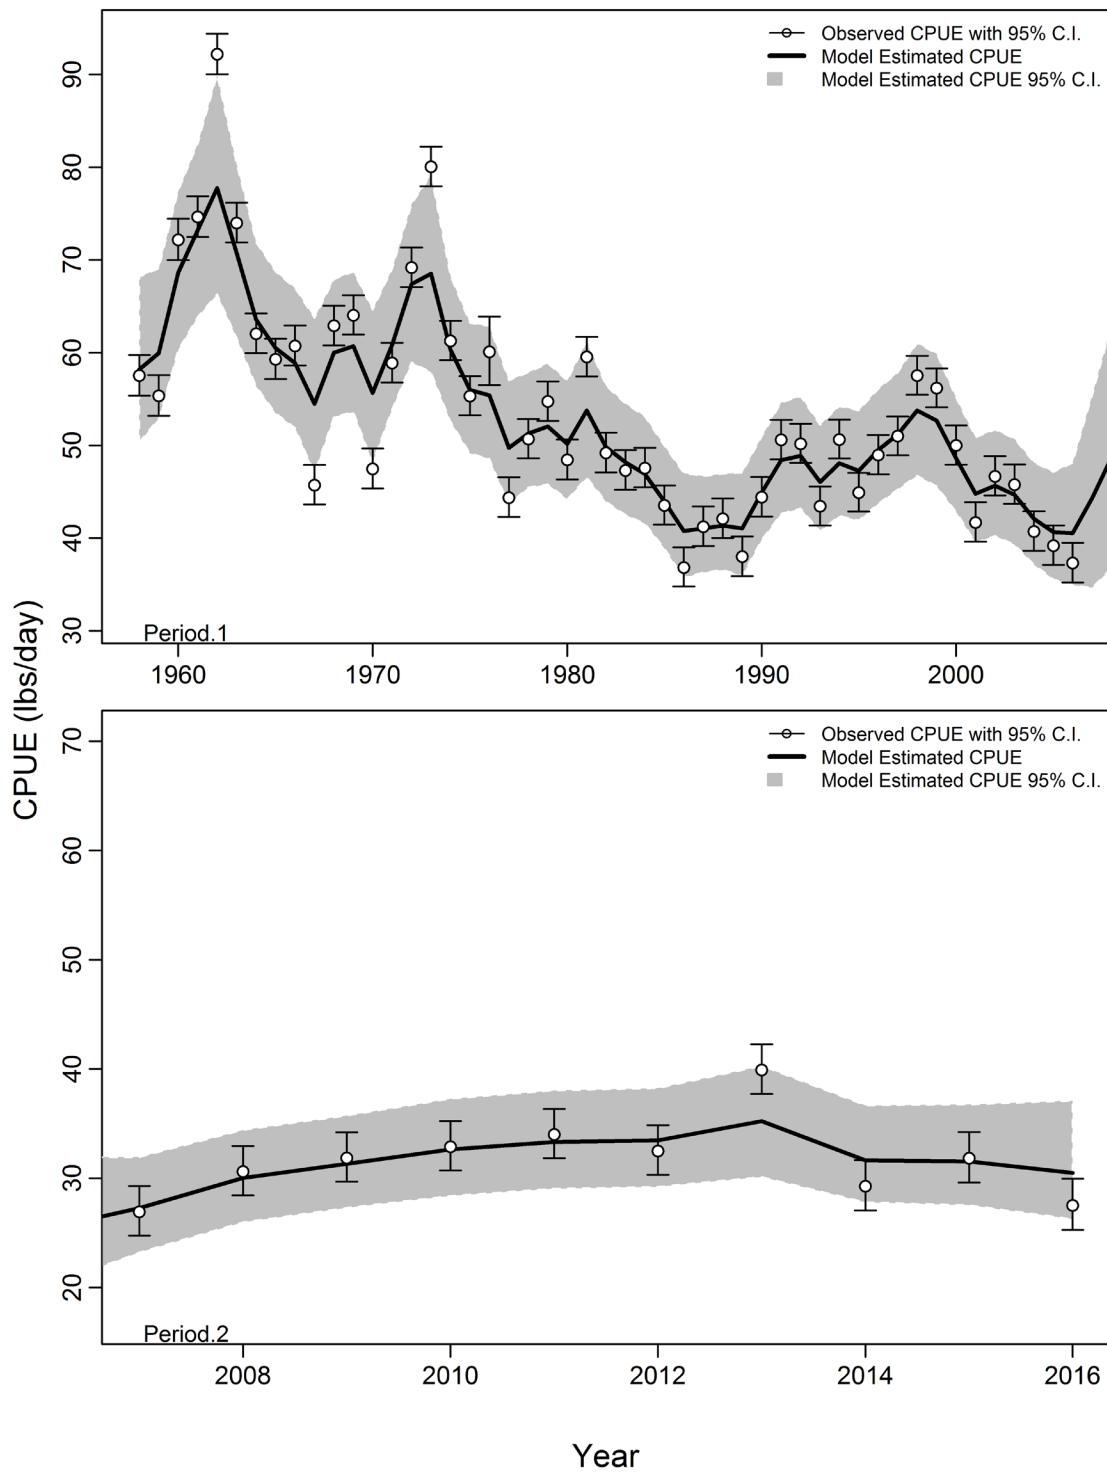 Observed CPUE with 95% C.I.
Model Estimated CPUE
Model Estimated CPUE 95% C.I.
90
80
70
60
50
40
30
Period.1
1960 1970 1980 1990 2000
CPUE (lbs/day)
Observed CPUE with 95% C.I.
Model Estimated CPUE
Model Estimated CPUE 95% C.I.
70
60
50
40
30
20
Period.2
2008 2010 2012 2014 2016
Year